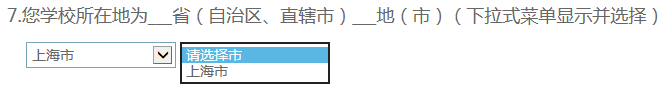 7.您学校所在地为___省（自治区、直辖市）___地（市）（下拉式菜单显示并选择）
上海市 请选择市
上海市